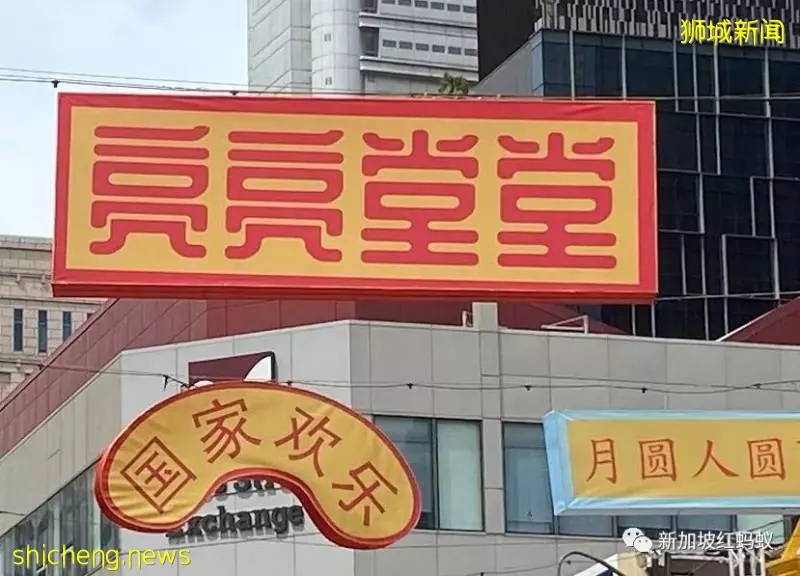 狮城新闻
亮亮堂堂
国家欢乐
月圆人圆
Exchange
新加坡红蚂蚁
shicheng.news